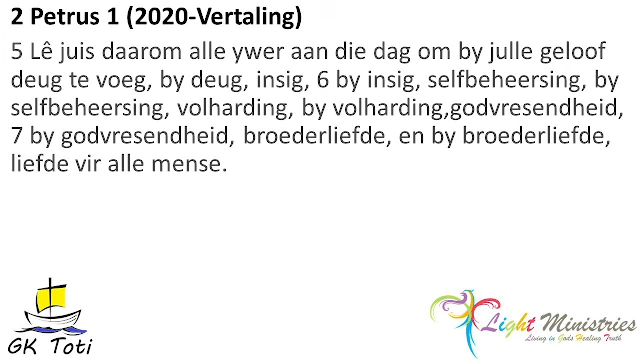 2 Petrus 1 (2020-Vertaling)
5 Lê juis daarom alle ywer aan die dag om by julle geloof
deug te voeg, by deug, insig, 6 by insig, selfbeheersing, by
selfbeheersing, volharding, by volharding,godvresendheid,
7 by godvresendheid, broederliefde, en by broederliefde,
liefde vir alle mense.
GK Toti
Light Ministries
Living in Gods Healing Truth